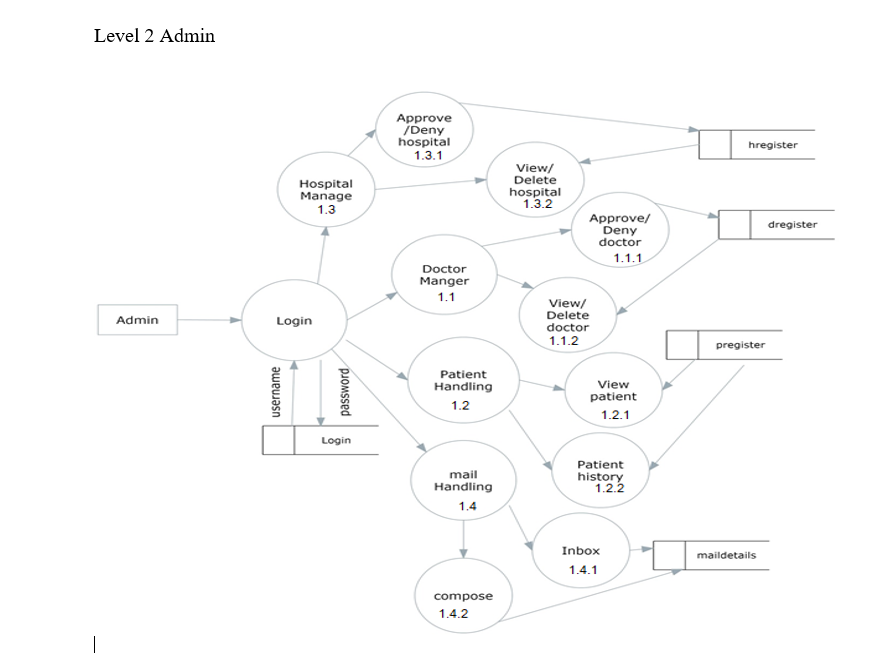 Level 2 Admin
Approve
/Deny
hospital
1.3.1
hregister
View/
Delete
hospital
1.3.2
Hospital
Manage
1.3
Approve/
Deny
doctor
1.1.1
dregister
Doctor
Manger
1.1
View/
Delete
doctor
1.1.2
Admin
Login
pregister
username
password
Patient
Handling
1.2
View
patient
1.2.1
Login
mail
Handling
1.4
Patient
history
1.2.2
Inbox
1.4.1
maildetails
compose
1.4.2